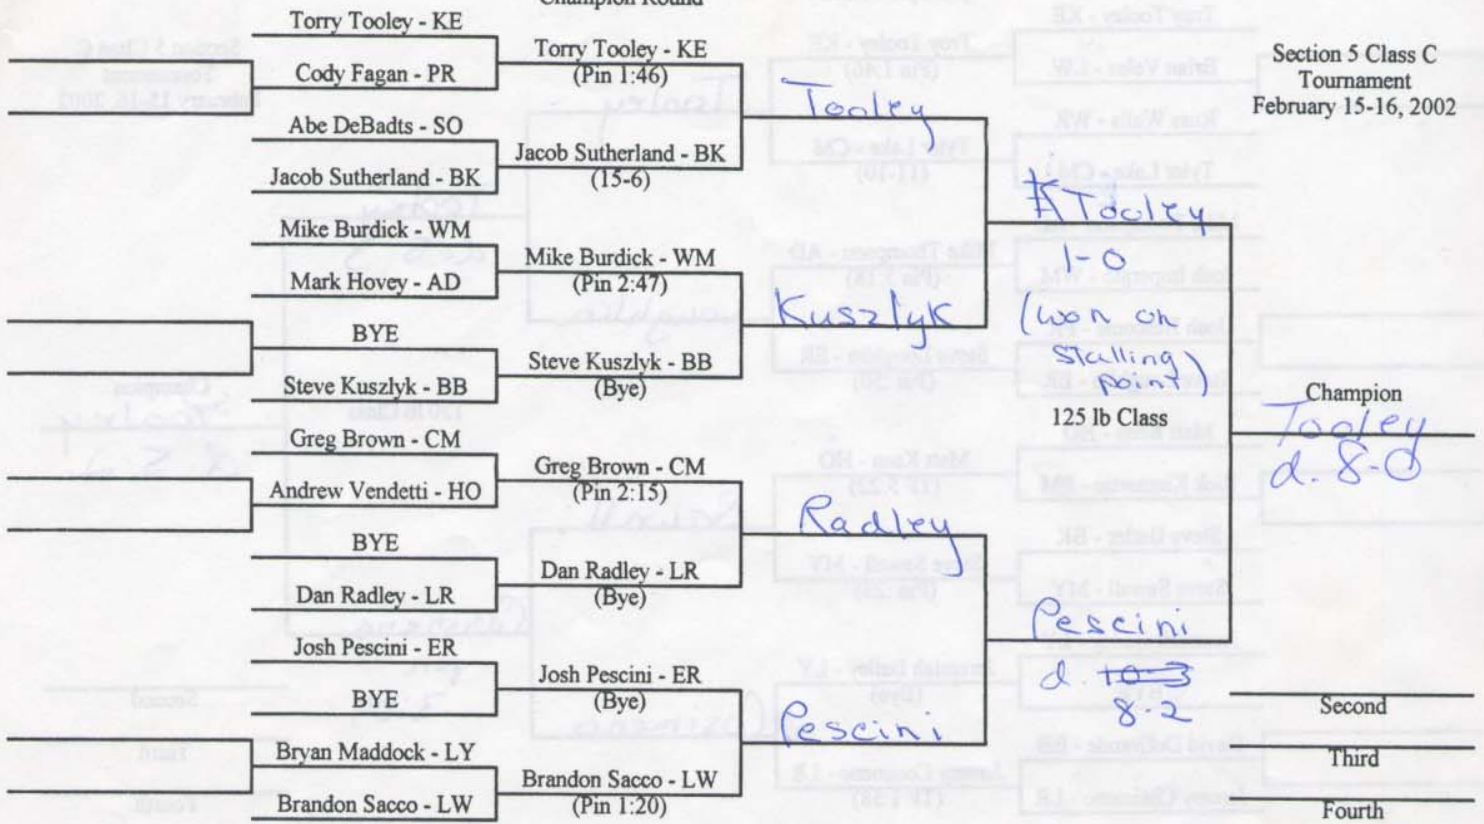 Champion Round
Torry Tooley - KE
Cody Fagan - PR
Abe DeBadts - SO
Jacob Sutherland - BK
Mike Burdick - WM
Mark Hovey - AD
BYE
Steve Kuszlyk - BB
Greg Brown - CM
Andrew Vendetti - HO
BYE
Dan Radley - LR
Josh Pescini - ER
BYE
Bryan Maddock - LY
Brandon Sacco - LW
Torry Tooley - KE
(Pin 1:46)
Jacob Sutherland - BK
(15-6)
Mike Burdick - WM
(Pin 2:47)
Steve Kuszlyk - BB
(Bye)
Greg Brown - CM
(Pin 2:15)
Dan Radley - LR
(Bye)
Josh Pescini - ER
(Bye)
Brandon Sacco - LW
(Pin 1:20)
Tooley
Kuszlyk
Radley
Pescini
Tooley
1-0
(won on
stalling
point)
125 lb Class
Pescini
d. 10-3
8-2
Section 5 Class C
Tournament
February 15-16, 2002
Champion
Tooley
d. 8-0
Second
Third
Fourth